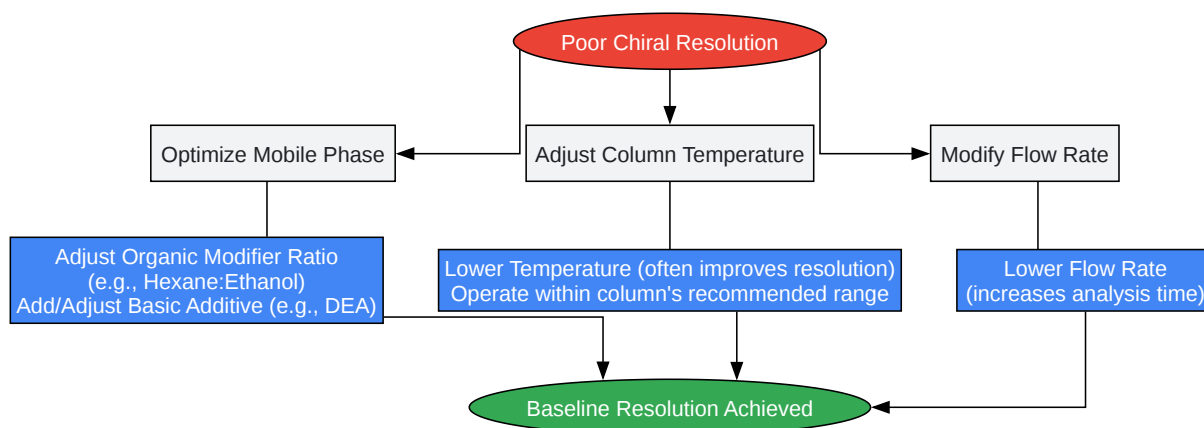 Poor Chiral Resolution
Optimize Mobile Phase
Adjust Column Temperature
Modify Flow Rate
Adjust Organic Modifier Ratio
(e.g., Hexane:Ethanol)
Add/Adjust Basic Additive (e.g., DEA)
Lower Temperature (often improves resolution)
Operate within column's recommended range
Lower Flow Rate
(increases analysis time)
Baseline Resolution Achieved